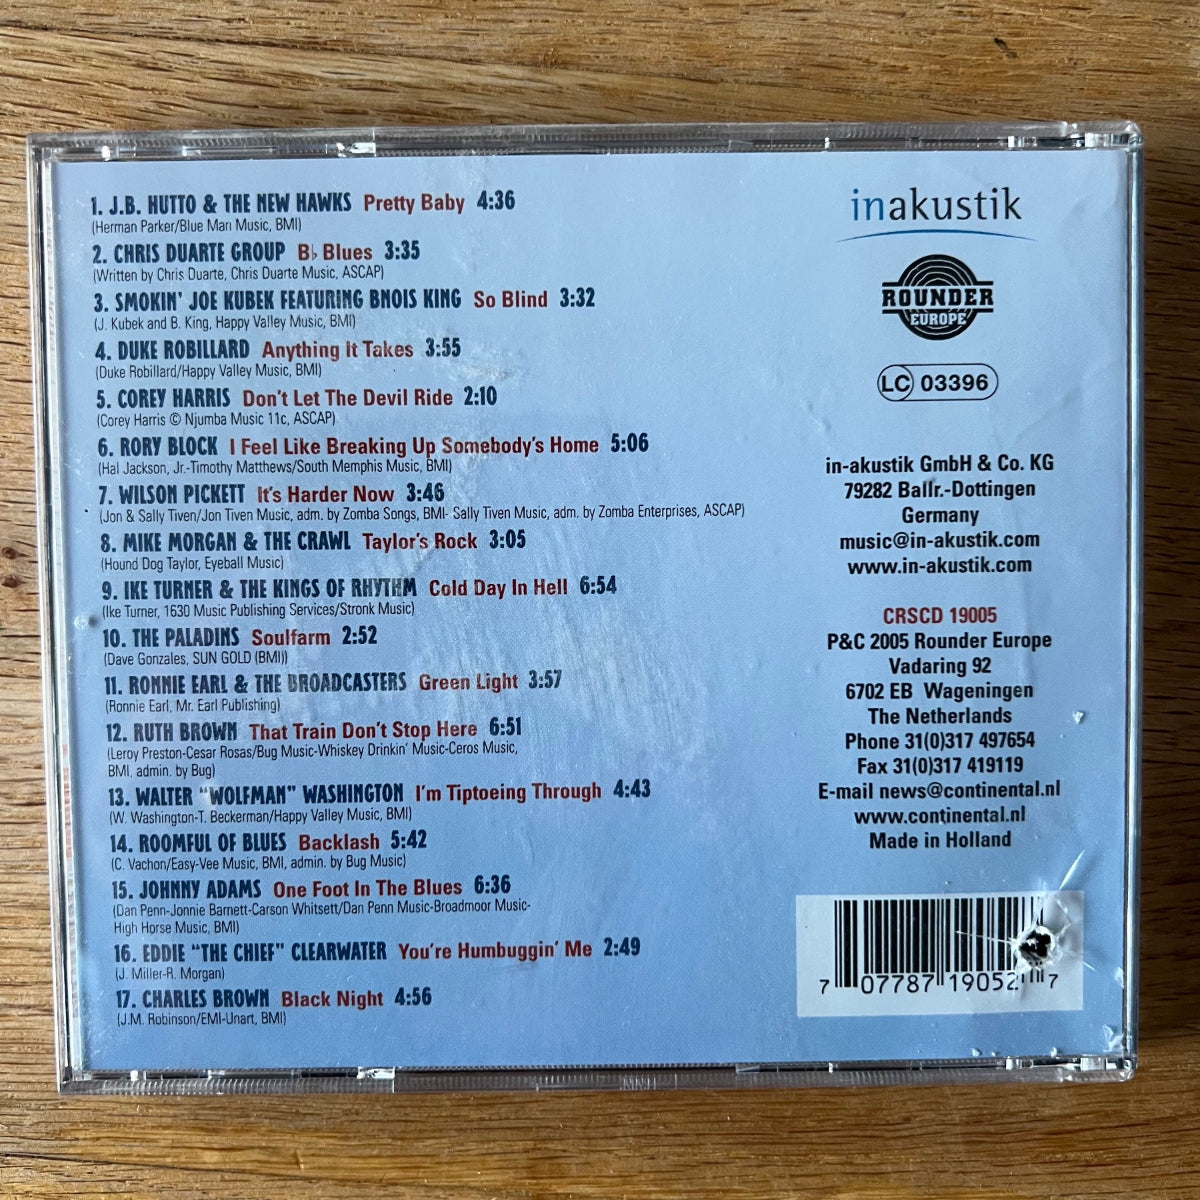 1. J.B. HUTTO & THE NEW HAWKS Pretty Baby 4:36
(Herman Parker/Blue Man Music, BMI)
2. CHRIS DUARTE GROUP B♭ Blues 3:35
(Written by Chris Duarte, Chris Duarte Music, ASCAP)
3. SMOKIN' JOE KUBEK FEATURING BNOIS KING So Blind 3:32
(J. Kubek and B. King, Happy Valley Music, BMI)
4. DUKE ROBILLARD Anything It Takes 3:55
(Duke Robillard/Happy Valley Music, BMI)
5. COREY HARRIS Don't Let The Devil Ride 2:10
(Corey Harris © Njumba Music 11c, ASCAP)
6. RORY BLOCK I Feel Like Breaking Up Somebody's Home 5:06
(Hal Jackson, Jr.-Timothy Matthews/South Memphis Music, BMI)
7. WILSON PICKETT It's Harder Now 3:46
(Jon & Sally Tiven/Jon Tiven Music, adm. by Zomba Songs, BMI- Sally Tiven Music, adm. by Zomba Enterprises, ASCAP)
8. MIKE MORGAN & THE CRAWL Taylor's Rock 3:05
(Hound Dog Taylor, Eyeball Music)
9. IKE TURNER & THE KINGS OF RHYTHM Cold Day In Hell 6:54
(Ike Turner, 1630 Music Publishing Services/Stronk Music)
10. THE PALADINS Soulfarm 2:52
(Dave Gonzales, SUN GOLD (BMI))
11. RONNIE EARL & THE BROADCASTERS Green Light 3:57
(Ronnie Earl, Mr. Earl Publishing)
12. RUTH BROWN That Train Don't Stop Here 6:51
(Leroy Preston-Cesar Rosas/Bug Music-Whiskey Drinkin' Music-Ceros Music,
BMI, admin. by Bug)
13. WALTER "WOLFMAN" WASHINGTON I'm Tiptoeing Through 4:43
(W. Washington-T. Beckerman/Happy Valley Music, BMI)
14. ROOMFUL OF BLUES Backlash 5:42
(C. Vachon/Easy-Vee Music, BMI, admin. by Bug Music)
15. JOHNNY ADAMS One Foot In The Blues 6:36
(Dan Penn-Jonnie Barnett-Carson Whitsett/Dan Penn Music-Broadmoor Music-
High Horse Music, BMI)
16. EDDIE "THE CHIEF" CLEARWATER You're Humbuggin' Me 2:49
(J. Miller-R. Morgan)
17. CHARLES BROWN Black Night 4:56
(J.M. Robinson/EMI-Unart, BMI)
inakustik
ROUNDER
EUROPE
LC 03396
in-akustik GmbH & Co. KG
79282 Ballr.-Dottingen
Germany
music@in-akustik.com
www.in-akustik.com
CRSCD 19005
P&C 2005 Rounder Europe
Vadaring 92
6702 EB Wageningen
The Netherlands
Phone 31(0)317 497654
Fax 31(0)317 419119
E-mail news@continental.nl
www.continental.nl
Made in Holland
7 07787 19052 7